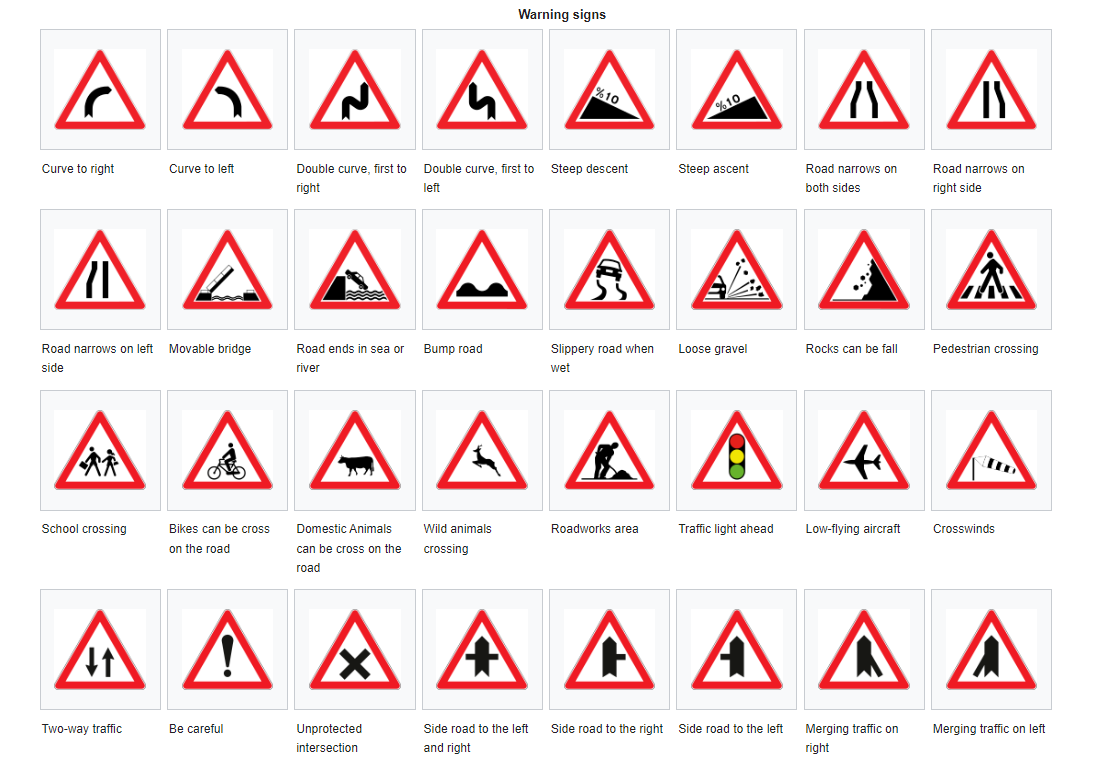 Warning signs
%10
%10
Curve to right
Curve to left
Double curve, first to
right
Double curve, first to
left
Steep descent
Steep ascent
Road narrows on
both sides
Road narrows on
right side
Road narrows on left
side
Movable bridge
Road ends in sea or
river
Bump road
Slippery road when
wet
Loose gravel
Rocks can be fall
Pedestrian crossing
School crossing
Bikes can be cross
on the road
Domestic Animals
can be cross on the
road
Wild animals
crossing
Roadworks area
Traffic light ahead
Low-flying aircraft
Crosswinds
Two-way traffic
Be careful
Unprotected
intersection
Side road to the left
and right
Side road to the right
Side road to the left
Merging traffic on
right
Merging traffic on left